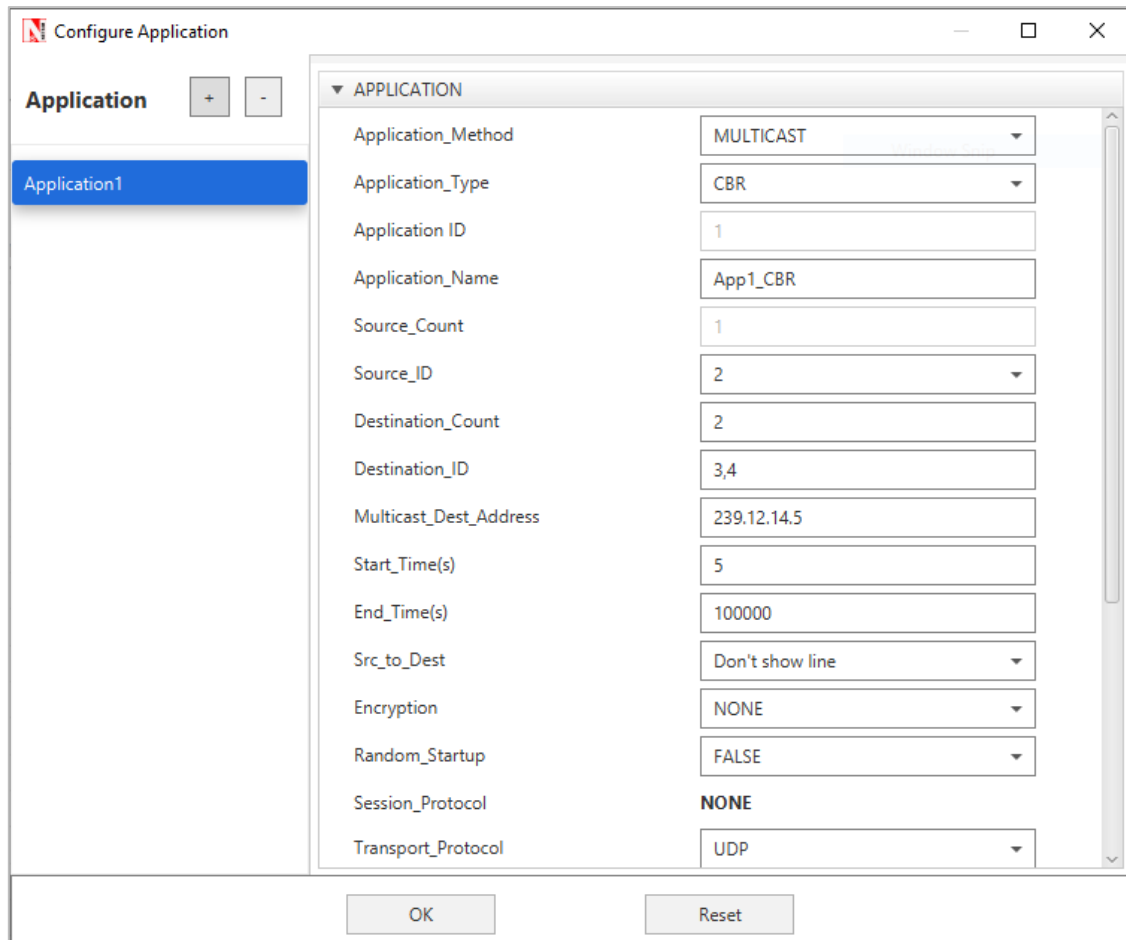 Configure Application
Application + -
Application1
APPLICATION
Application_Method MULTICAST
Window Snip
Application_Type CBR
Application ID 1
Application_Name App1_CBR
Source_Count 1
Source_ID 2
Destination_Count 2
Destination_ID 3,4
Multicast_Dest_Address 239.12.14.5
Start_Time(s) 5
End_Time(s) 100000
Src_to_Dest Don't show line
Encryption NONE
Random_Startup FALSE
Session_Protocol NONE
Transport_Protocol UDP
OK Reset